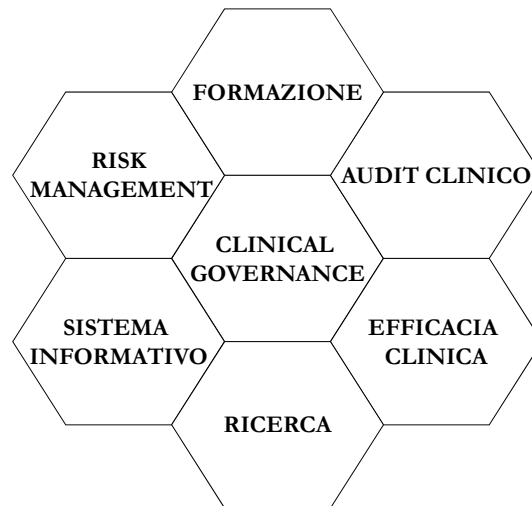 FORMAZIONE
RISK
MANAGEMENT
AUDIT CLINICO
CLINICAL
GOVERNANCE
SISTEMA
INFORMATIVO
EFFICACIA
CLINICA
RICERCA